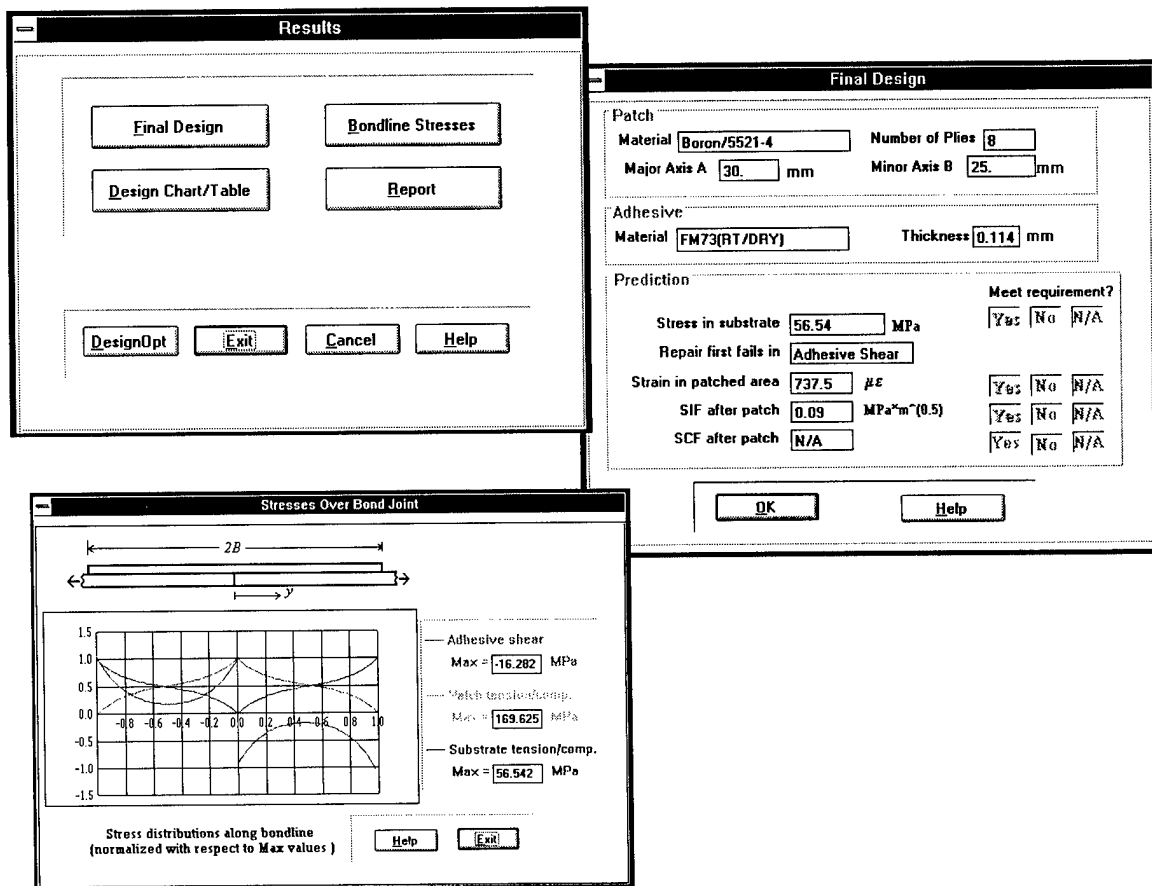 Results
Final Design
Bondline Stresses
Design Chart/Table
Report
DesignOpt
Exit
Cancel
Help
Final Design
Patch
Material Boron/5521-4 Number of Plies 8
Major Axis A 30. mm Minor Axis B 25. mm
Adhesive
Material FM73(RT/DRY) Thickness 0.114 mm
Prediction
Meet requirement?
Stress in substrate 56.54 MPa Yes No N/A
Repair first fails in Adhesive Shear
Strain in patched area 737.5 με Yes No N/A
SIF after patch 0.09 MPa*m^(0.5) Yes No N/A
SCF after patch N/A Yes No N/A
OK
Help
Stresses Over Bond Joint
2B
y
1.5
1.0
0.5
0.0
-0.5
-1.0
-1.5
-0.8 -0.6 -0.4 -0.2 0.0 0.2 0.4 0.6 0.8 1.0
Adhesive shear
Max = -16.282 MPa
Patch tension/comp.
Max = 169.625 MPa
Substrate tension/comp.
Max = 56.542 MPa
Stress distributions along bondline
(normalized with respect to Max values )
Help
Exit